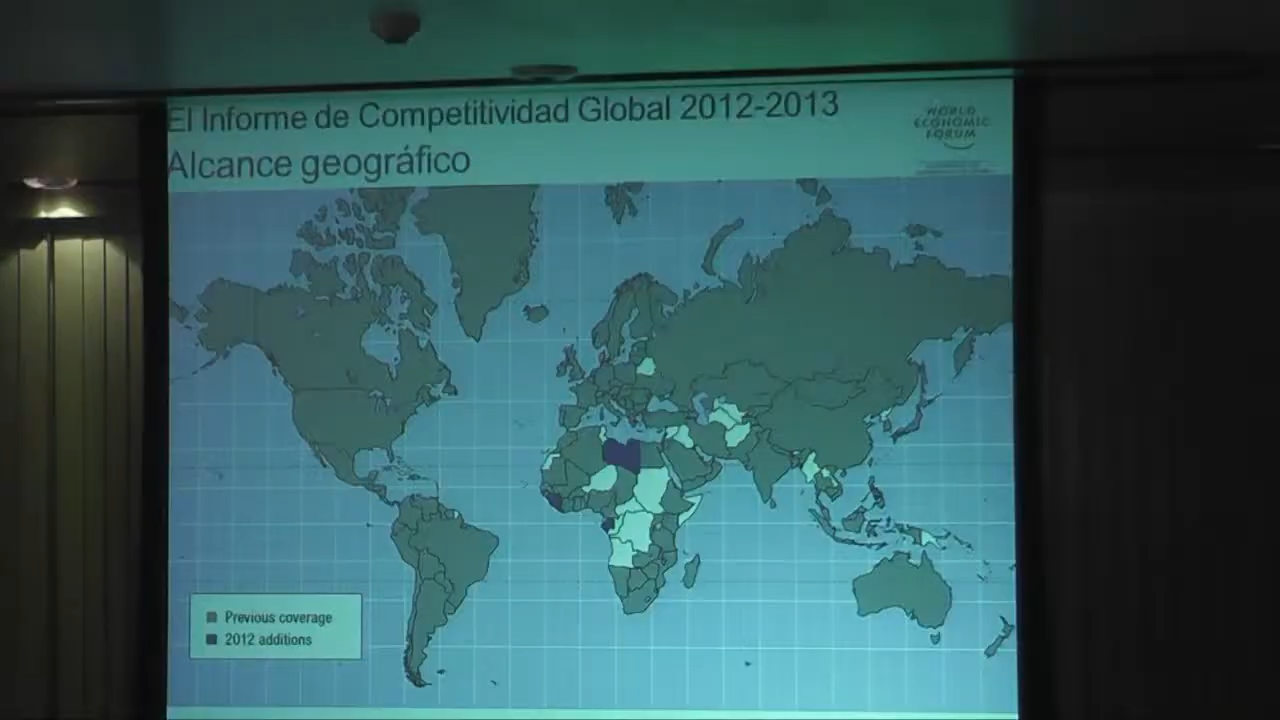 El Informe de Competitividad Global 2012-2013
Alcance geográfico
WORLD
ECONOMIC
FORUM
Previous coverage
2012 additions